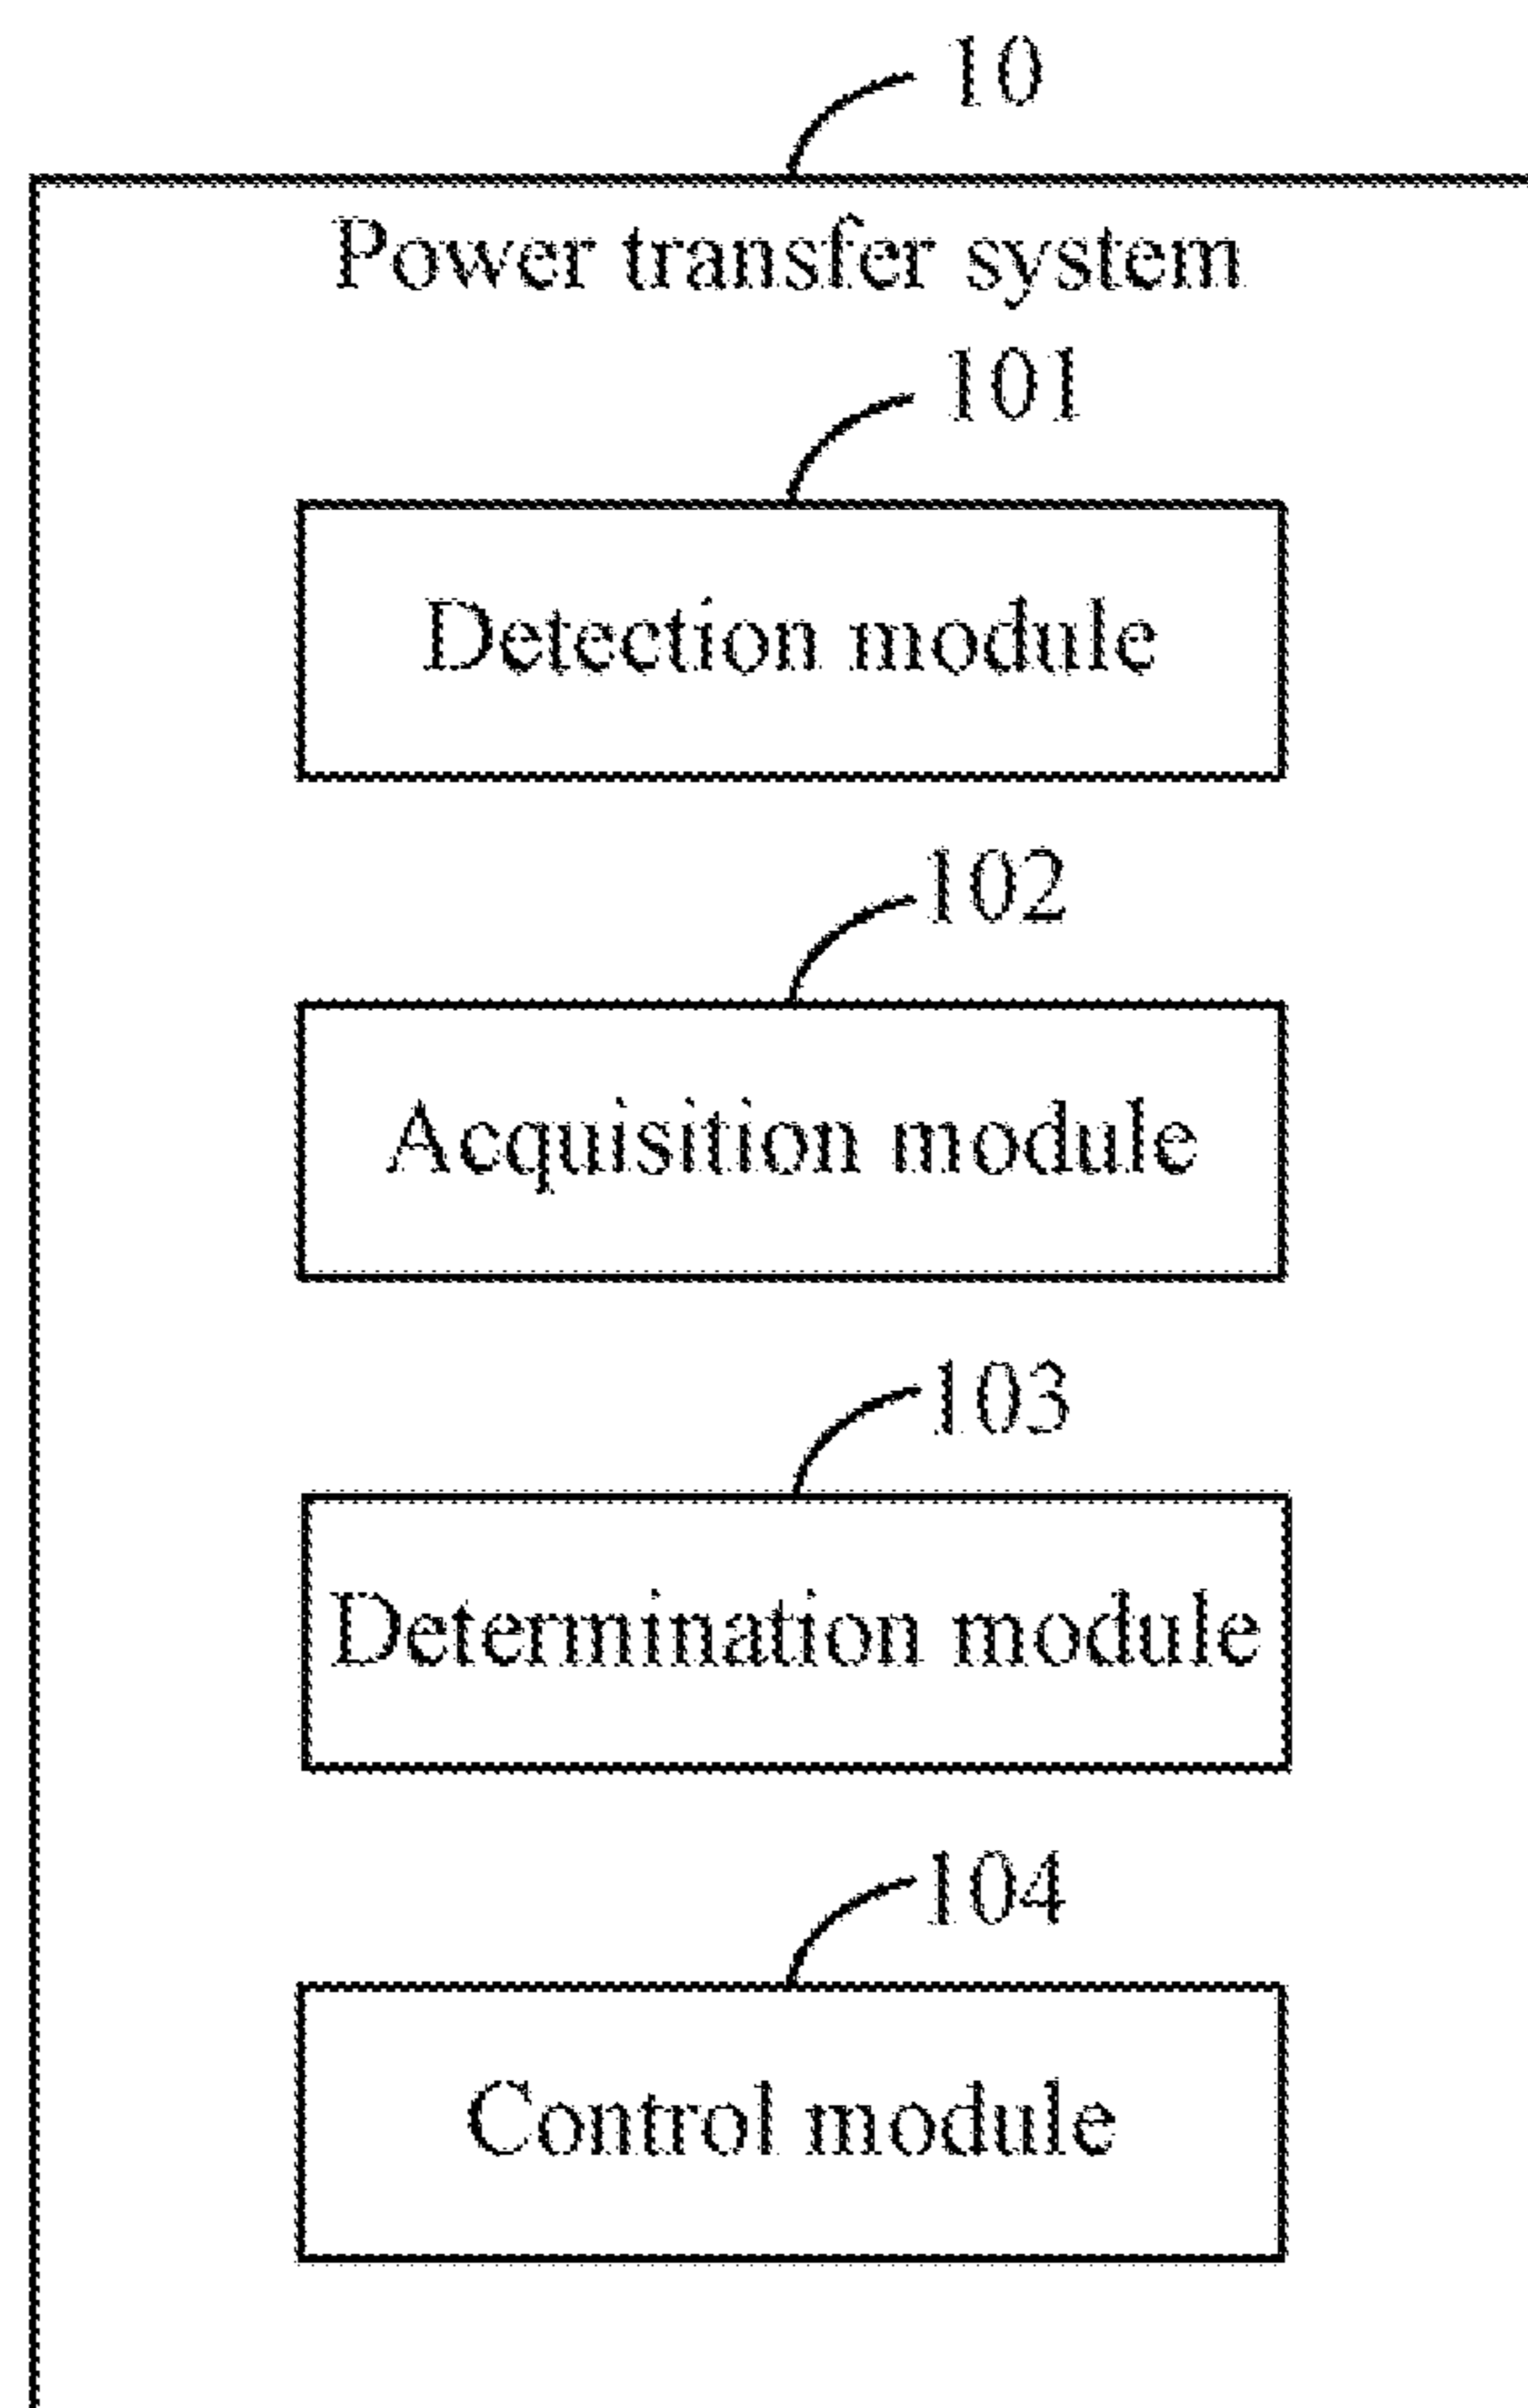 10
Power transfer system
101
Detection module
102
Acquisition module
103
Determination module
104
Control module